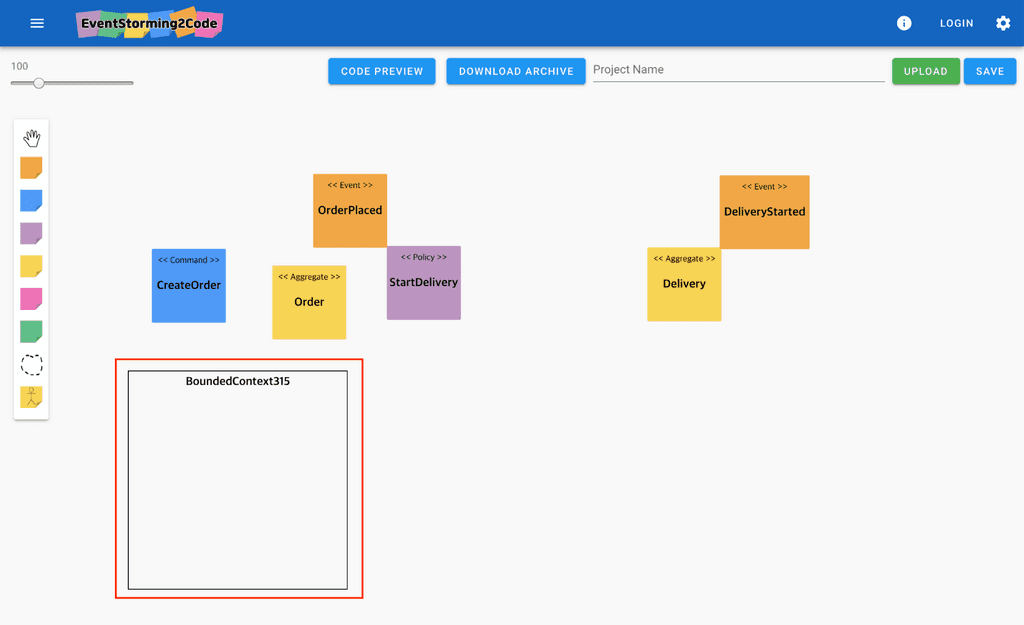 EventStorming2Code
LOGIN
100
CODE PREVIEW
DOWNLOAD ARCHIVE
Project Name
UPLOAD
SAVE
<< Event >>
OrderPlaced
<< Event >>
DeliveryStarted
<< Command >>
CreateOrder
<< Aggregate >>
Order
<< Policy >>
StartDelivery
<< Aggregate >>
Delivery
BoundedContext315